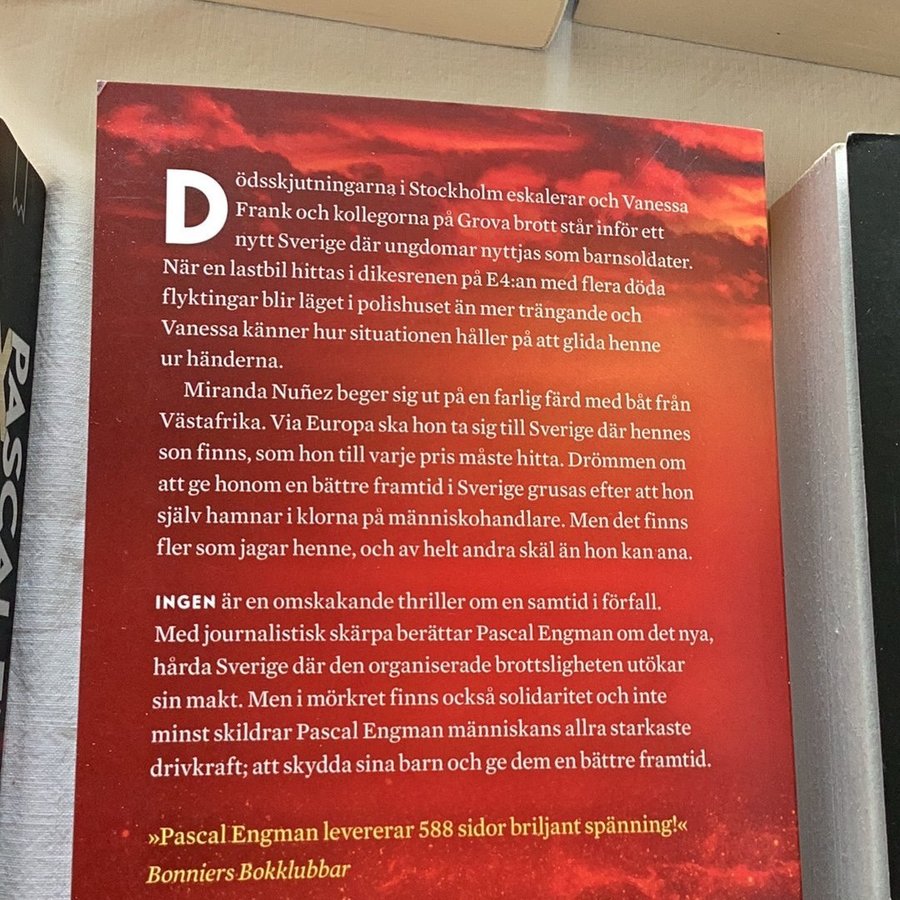 Dödsskjutningarna i Stockholm eskalerar och Vanessa
Frank och kollegorna på Grova brott står inför ett
nytt Sverige där ungdomar nyttjas som barnsoldater.
När en lastbil hittas i dikesrenen på E4:an med flera döda
flyktingar blir läget i polishuset än mer trängande och
Vanessa känner hur situationen håller på att glida henne
ur händerna.
Miranda Nuñez beger sig ut på en farlig färd med båt från
Västafrika. Via Europa ska hon ta sig till Sverige där hennes
son finns, som hon till varje pris måste hitta. Drömmen om
att ge honom en bättre framtid i Sverige grusas efter att hon
själv hamnar i klorna på människohandlare. Men det finns
fler som jagar henne, och av helt andra skäl än hon kan ana.
INGEN är en omskakande thriller om en samtid i förfall.
Med journalistisk skärpa berättar Pascal Engman om det nya,
hårda Sverige där den organiserade brottsligheten utökar
sin makt. Men i mörkret finns också solidaritet och inte
minst skildrar Pascal Engman människans allra starkaste
drivkraft; att skydda sina barn och ge dem en bättre framtid.
»Pascal Engman levererar 588 sidor briljant spänning!«
Bonniers Bokklubbar
PASCAL